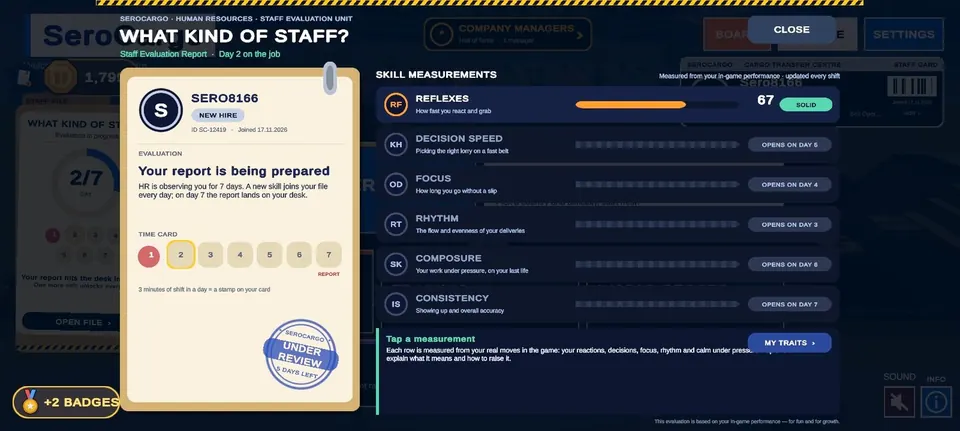 SEROCARGO · HUMAN RESOURCES · STAFF EVALUATION UNIT
WHAT KIND OF STAFF?
Staff Evaluation Report · Day 2 on the job
COMPANY MANAGERS
CLOSE
SETTINGS
SEROCARGO CARGO TRANSFER CENTRE STAFF CARD
S
SERO8166
NEW HIRE
ID SC-12419 · Joined 17.11.2026
EVALUATION
Your report is being prepared
HR is observing you for 7 days. A new skill joins your file
every day; on day 7 the report lands on your desk.
TIME CARD
1 2 3 4 5 6 7
REPORT
3 minutes of shift in a day = a stamp on your card
SEROCARGO
UNDER
REVIEW
5 DAYS LEFT
SKILL MEASUREMENTS
Measured from your in-game performance · updated every shift
RF REFLEXES
How fast you react and grab
67 SOLID
KH DECISION SPEED
Picking the right lorry on a fast belt
OPENS ON DAY 5
OD FOCUS
How long you go without a slip
OPENS ON DAY 4
RT RHYTHM
The flow and evenness of your deliveries
OPENS ON DAY 3
SK COMPOSURE
Your work under pressure, on your last life
OPENS ON DAY 6
IS CONSISTENCY
Showing up and overall accuracy
OPENS ON DAY 7
Tap a measurement
Each row is measured from your real moves in the game: your reactions, decisions, focus, rhythm and calm under
explain what it means and how to raise it.
MY TRAITS ›
This evaluation is based on your in-game performance — for fun and for growth.
2/7
OPEN FILE ›
+2 BADGES
SOUND
INFO